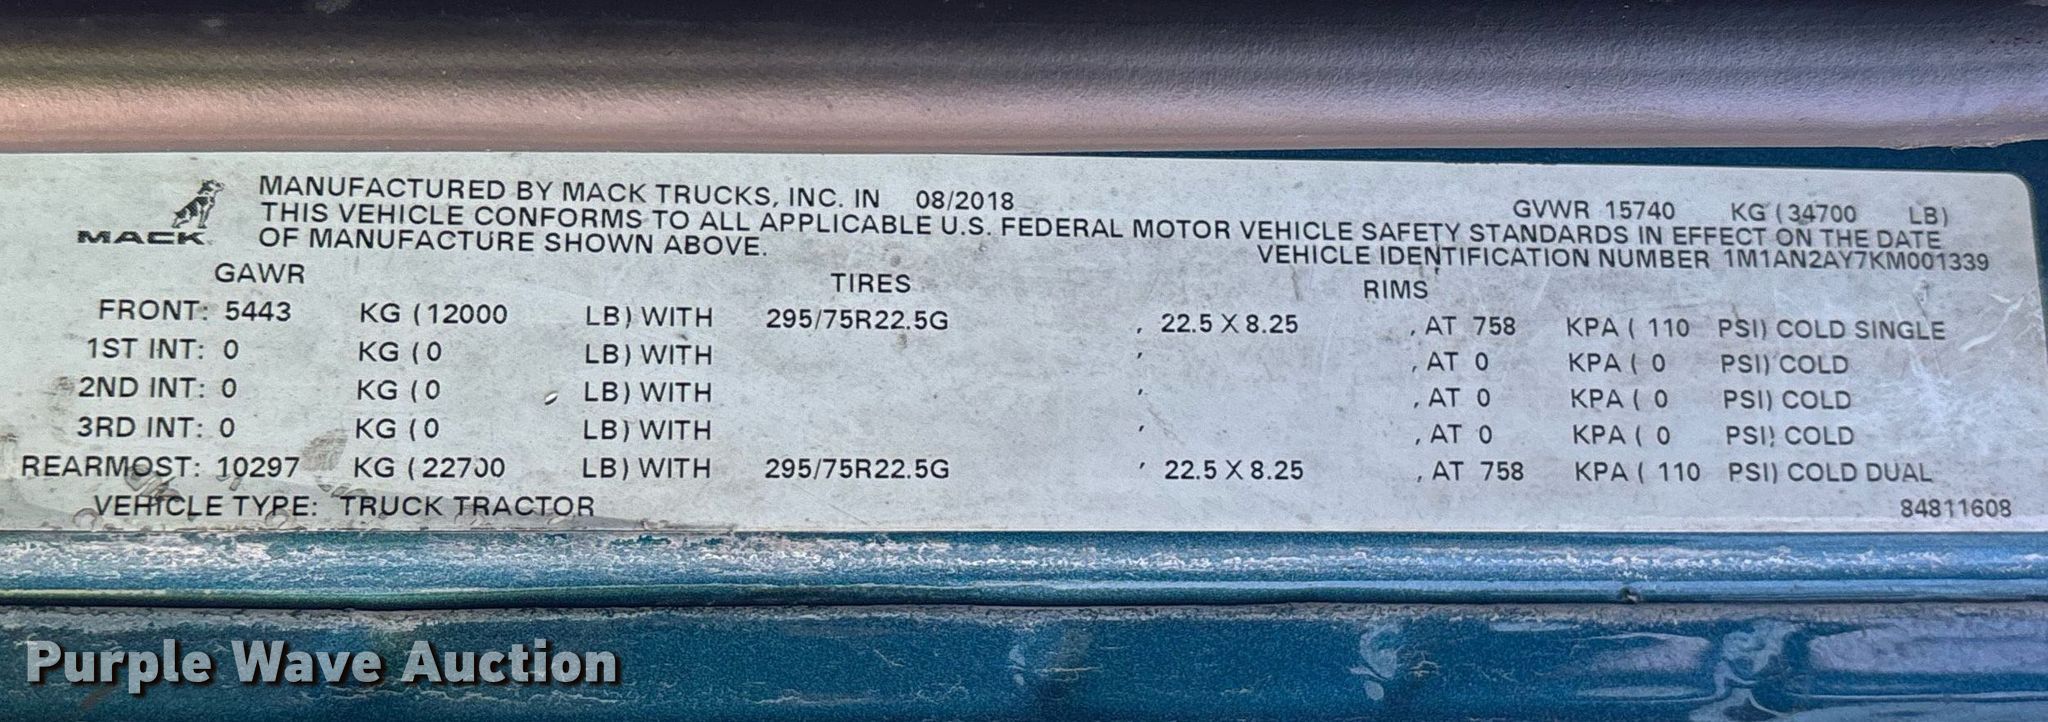 MACK
MANUFACTURED BY MACK TRUCKS, INC. IN 08/2018 GVWR 15740 KG (34700 LB)
THIS VEHICLE CONFORMS TO ALL APPLICABLE U.S. FEDERAL MOTOR VEHICLE SAFETY STANDARDS IN EFFECT ON THE DATE
OF MANUFACTURE SHOWN ABOVE. VEHICLE IDENTIFICATION NUMBER 1M1AN2AY7KM001339
GAWR TIRES RIMS
FRONT: 5443 KG (12000 LB) WITH 295/75R22.5G , 22.5 X 8.25 , AT 758 KPA ( 110 PSI) COLD SINGLE
1ST INT: 0 KG (0 LB) WITH , , AT 0 KPA ( 0 PSI) COLD
2ND INT: 0 KG (0 LB) WITH , , AT 0 KPA ( 0 PSI) COLD
3RD INT: 0 KG (0 LB) WITH , , AT 0 KPA ( 0 PSI) COLD
REARMOST: 10297 KG (22700 LB) WITH 295/75R22.5G , 22.5 X 8.25 , AT 758 KPA ( 110 PSI) COLD DUAL
VEHICLE TYPE: TRUCK TRACTOR 84811608
Purple Wave Auction